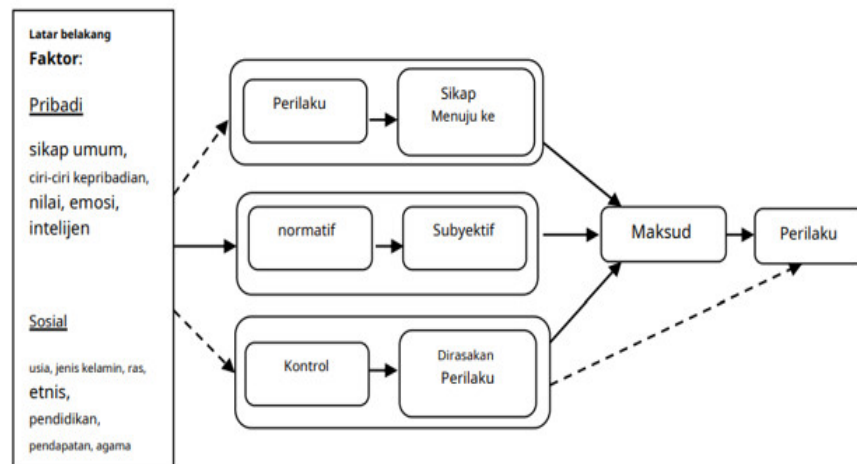 Latar belakang
Faktor:
Pribadi
sikap umum,
ciri-ciri kepribadian,
nilai, emosi,
intelijen
Sosial
usia, jenis kelamin, ras,
etnis,
pendidikan,
pendapatan, agama
Perilaku
Sikap
Menuju ke
normatif
Subyektif
Kontrol
Dirasakan
Perilaku
Maksud
Perilaku